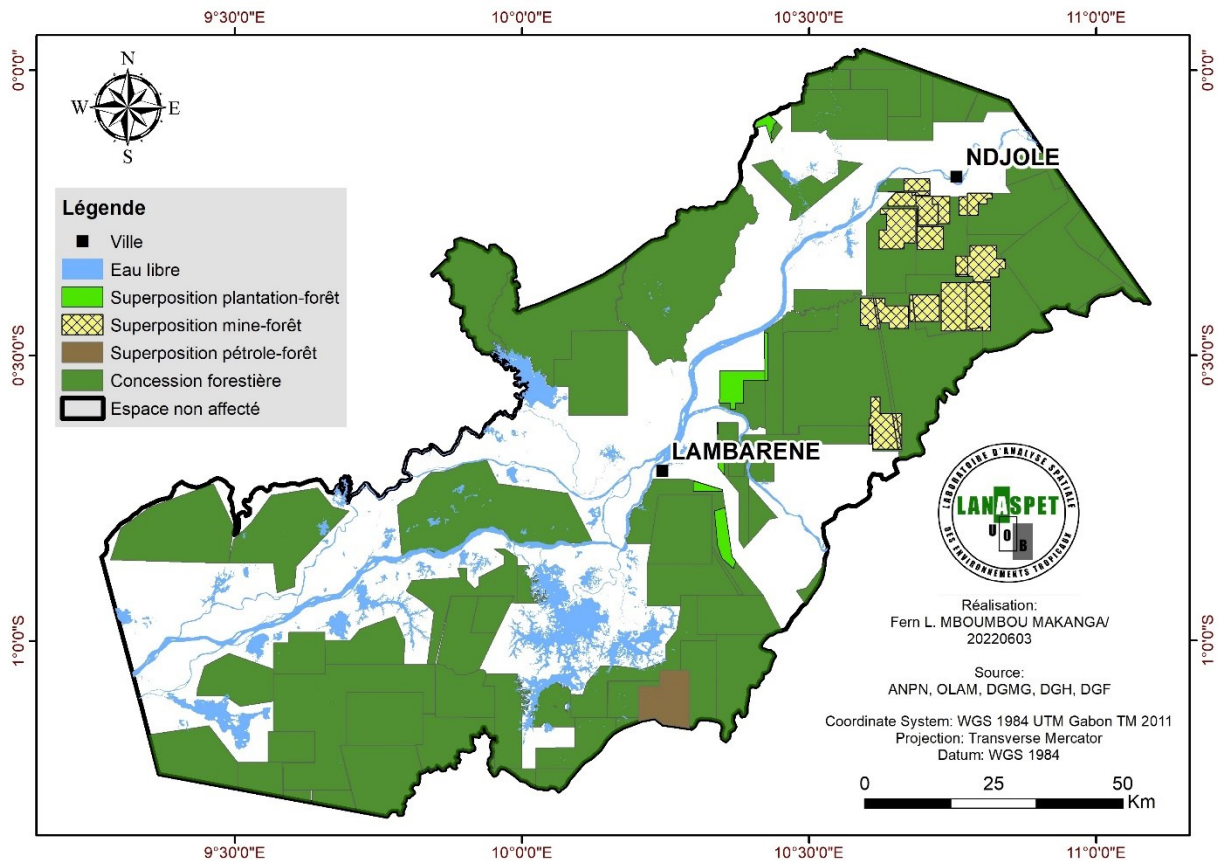 9°30'0"E 10°0'0"E 10°30'0"E 11°0'0"E
0°0'0" 0°0'0"
N
W E
S
NDJOLE
Légende
Ville
Eau libre
Superposition plantation-forêt
Superposition mine-forêt
Superposition pétrole-forêt
Concession forestière
Espace non affecté
0°30'0"S 0°30'0"S
LAMBARENE
LABORATOIRE D'ANALYSE SPATIALE
LANASPET
U O B
DES ENVIRONNEMENTS TROPICAUX
Réalisation:
Fern L. MBOUMBOU MAKANGA/
20220603
1°0'0"S 1°0'0"S
Source:
ANPN, OLAM, DGMG, DGH, DGF
Coordinate System: WGS 1984 UTM Gabon TM 2011
Projection: Transverse Mercator
Datum: WGS 1984
0 25 50
Km
9°30'0"E 10°0'0"E 10°30'0"E 11°0'0"E